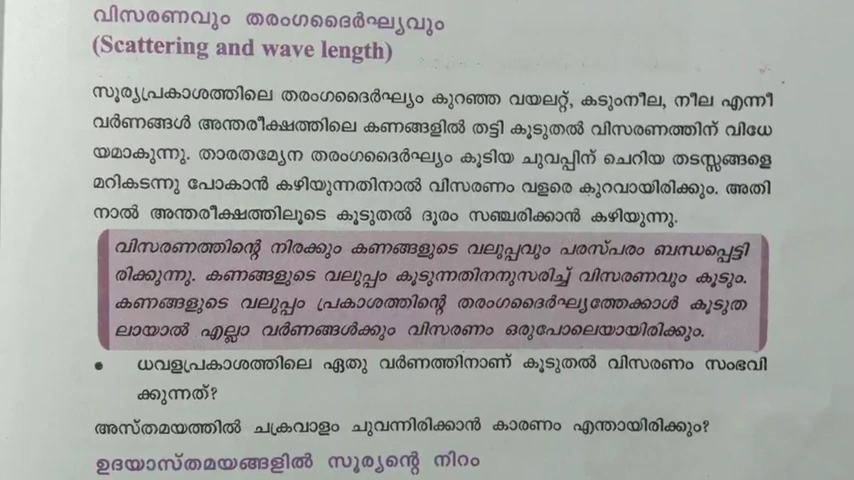 വിസരണവും തരംഗദൈർഘ്യവും
(Scattering and wave length)
സൂര്യപ്രകാശത്തിലെ തരംഗദൈർഘ്യം കുറഞ്ഞ വയലറ്റ്, കടുംനീല, നീല എന്നീ
വർണങ്ങൾ അന്തരീക്ഷത്തിലെ കണങ്ങളിൽ തട്ടി കൂടുതൽ വിസരണത്തിന് വിധേ
യമാകുന്നു. താരതമ്യേന തരംഗദൈർഘ്യം കൂടിയ ചുവപ്പിന് ചെറിയ തടസ്സങ്ങളെ
മറികടന്നു പോകാൻ കഴിയുന്നതിനാൽ വിസരണം വളരെ കുറവായിരിക്കും. അതി
നാൽ അന്തരീക്ഷത്തിലൂടെ കൂടുതൽ ദൂരം സഞ്ചരിക്കാൻ കഴിയുന്നു.
വിസരണത്തിന്റെ നിരക്കും കണങ്ങളുടെ വലുപ്പവും പരസ്പരം ബന്ധപ്പെട്ടി
രിക്കുന്നു. കണങ്ങളുടെ വലുപ്പം കൂടുന്നതിനനുസരിച്ച് വിസരണവും കൂടും.
കണങ്ങളുടെ വലുപ്പം പ്രകാശത്തിന്റെ തരംഗദൈർഘ്യത്തേക്കാൾ കൂടുത
ലായാൽ എല്ലാ വർണങ്ങൾക്കും വിസരണം ഒരുപോലെയായിരിക്കും.
• ധവളപ്രകാശത്തിലെ ഏതു വർണത്തിനാണ് കൂടുതൽ വിസരണം സംഭവി
ക്കുന്നത്?
അസ്തമയത്തിൽ ചക്രവാളം ചുവന്നിരിക്കാൻ കാരണം എന്തായിരിക്കും?
ഉദയാസ്തമയങ്ങളിൽ സൂര്യന്റെ നിറം